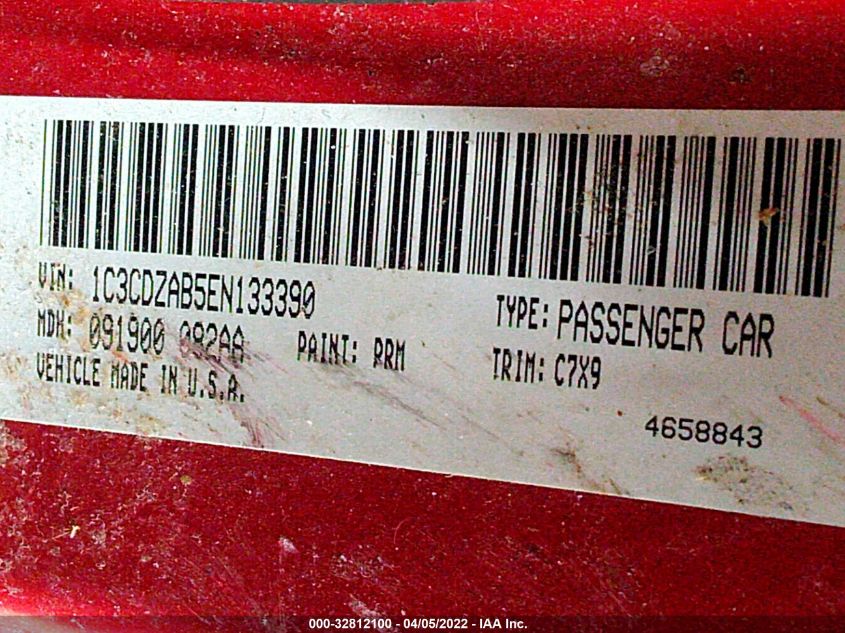 VIN: 1C3CDZAB5EN133390
TYPE: PASSENGER CAR
MDH: 091900 092AA
PAINT: PRM
TRIM: C7X9
VEHICLE MADE IN U.S.A.
4658843
000-32812100 - 04/05/2022 - IAA Inc.